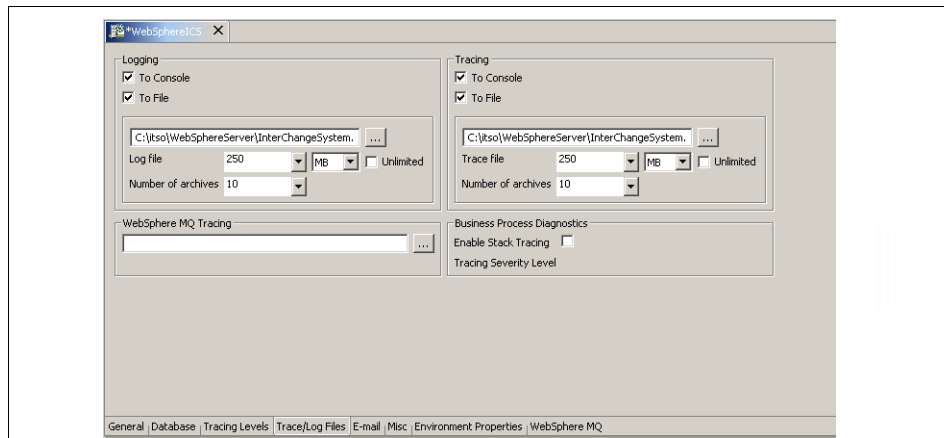 *WebSphereICS X
Logging
To Console
To File
C:\itso\WebSphereServer\InterChangeSystem. ...
Log file 250 MB Unlimited
Number of archives 10
Tracing
To Console
To File
C:\itso\WebSphereServer\InterChangeSystem. ...
Trace file 250 MB Unlimited
Number of archives 10
WebSphere MQ Tracing
...
Business Process Diagnostics
Enable Stack Tracing
Tracing Severity Level
General Database Tracing Levels Trace/Log Files E-mail Misc Environment Properties WebSphere MQ